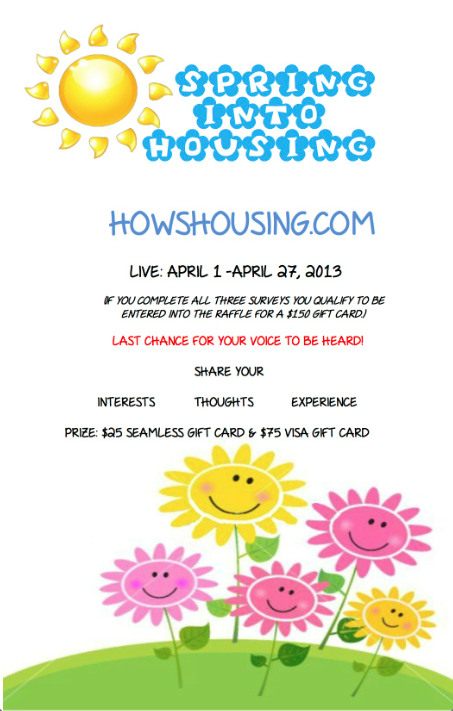 SPRING
INTO
HOUSING
HOWSHOUSING.COM
LIVE: APRIL 1 -APRIL 27, 2013
(IF YOU COMPLETE ALL THREE SURVEYS YOU QUALIFY TO BE
ENTERED INTO THE RAFFLE FOR A $150 GIFT CARD)
LAST CHANCE FOR YOUR VOICE TO BE HEARD!
SHARE YOUR
INTERESTS THOUGHTS EXPERIENCE
PRIZE: $25 SEAMLESS GIFT CARD & $75 VISA GIFT CARD